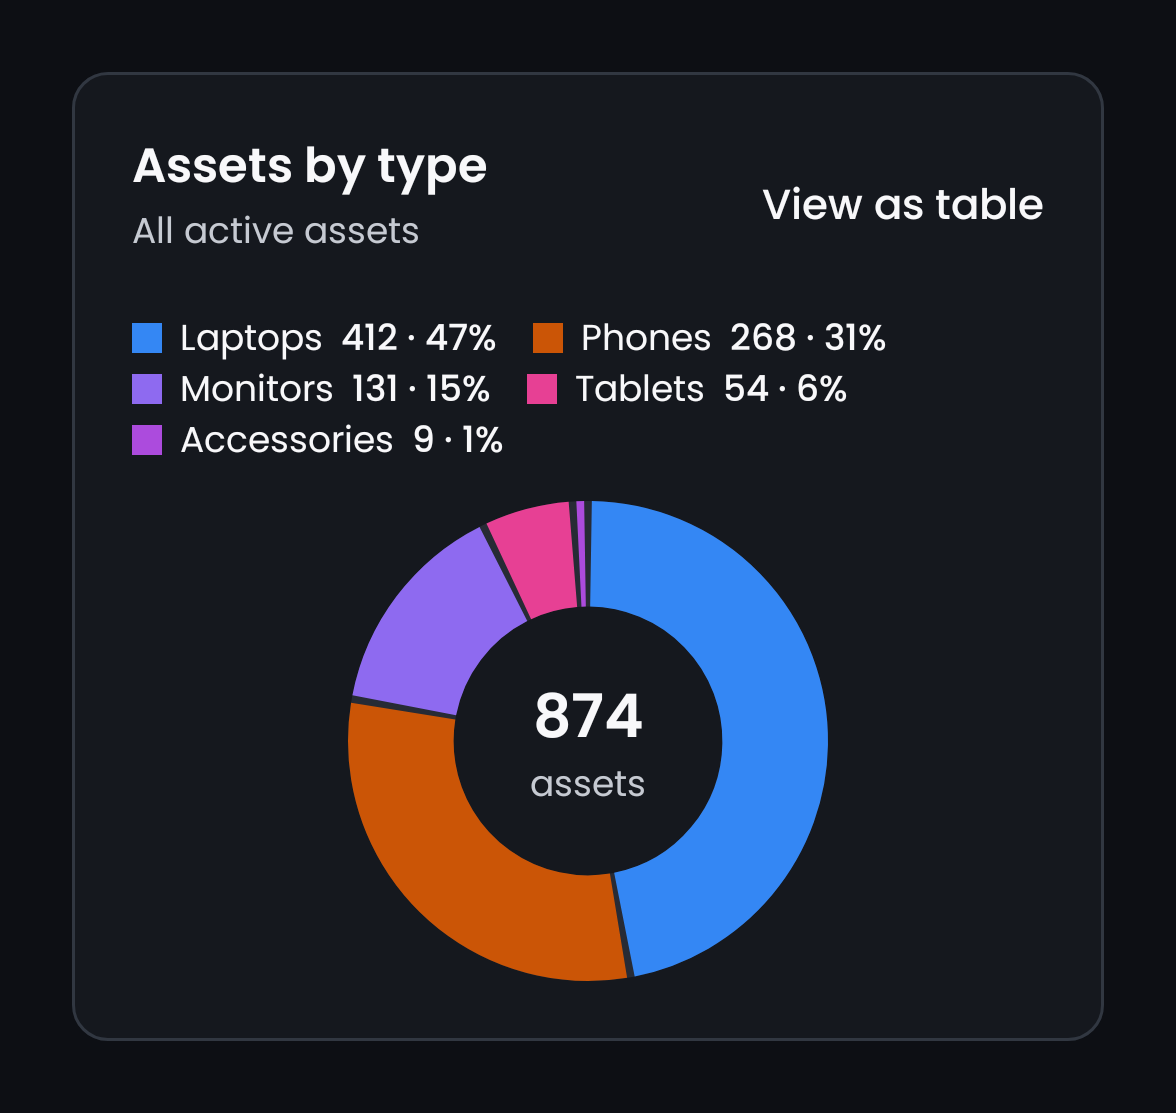 Assets by type
All active assets
View as table
Laptops 412 · 47% Phones 268 · 31%
Monitors 131 · 15% Tablets 54 · 6%
Accessories 9 · 1%
874
assets